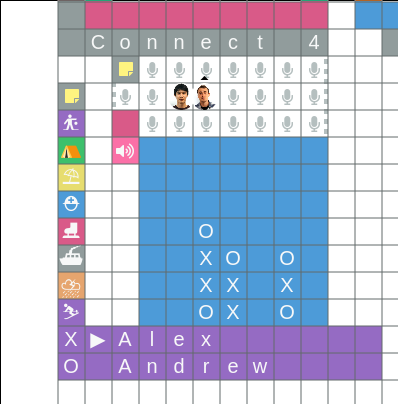 Connect 4
O
X O O
X X X
O X O
X ▶ Alex
O Andrew